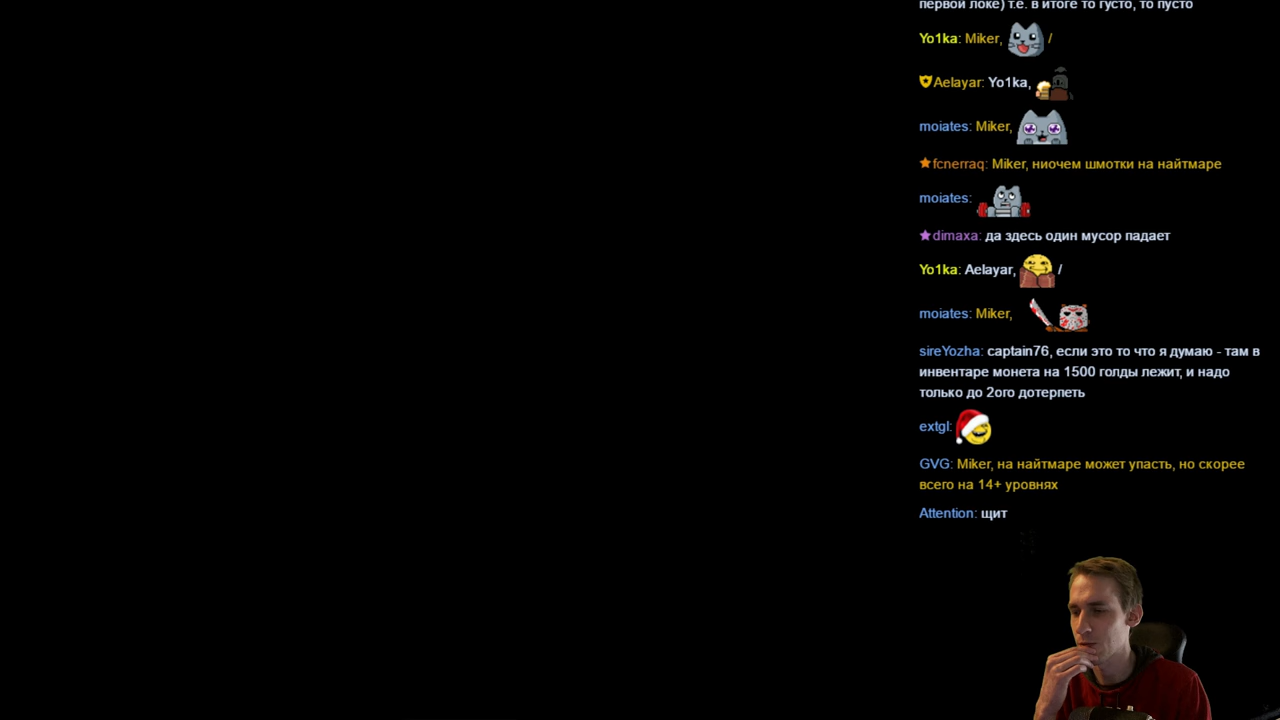 первой локе) т.е. в итоге то густо, то пусто
Yo1ka: Miker, /
Aelayar: Yo1ka,
moiates: Miker,
fcnerraq: Miker, ниочем шмотки на найтмаре
moiates:
dimaxa: да здесь один мусор падает
Yo1ka: Aelayar, /
moiates: Miker,
sireYozha: captain76, если это то что я думаю - там в
инвентаре монета на 1500 голды лежит, и надо
только до 2ого дотерпеть
extgl:
GVG: Miker, на найтмаре может упасть, но скорее
всего на 14+ уровнях
Attention: щит